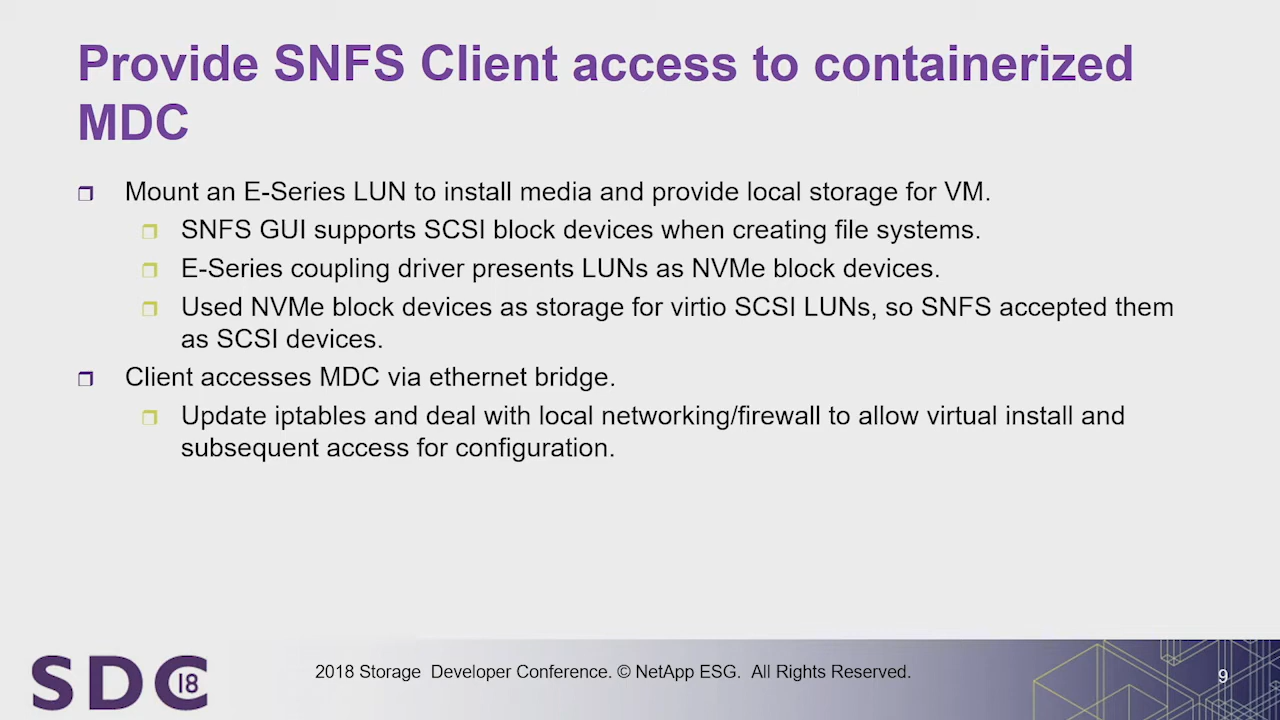 Provide SNFS Client access to containerized
MDC
Mount an E-Series LUN to install media and provide local storage for VM.
SNFS GUI supports SCSI block devices when creating file systems.
E-Series coupling driver presents LUNs as NVMe block devices.
Used NVMe block devices as storage for virtio SCSI LUNs, so SNFS accepted them
as SCSI devices.
Client accesses MDC via ethernet bridge.
Update iptables and deal with local networking/firewall to allow virtual install and
subsequent access for configuration.
SDC 18
2018 Storage Developer Conference. © NetApp ESG. All Rights Reserved.
9